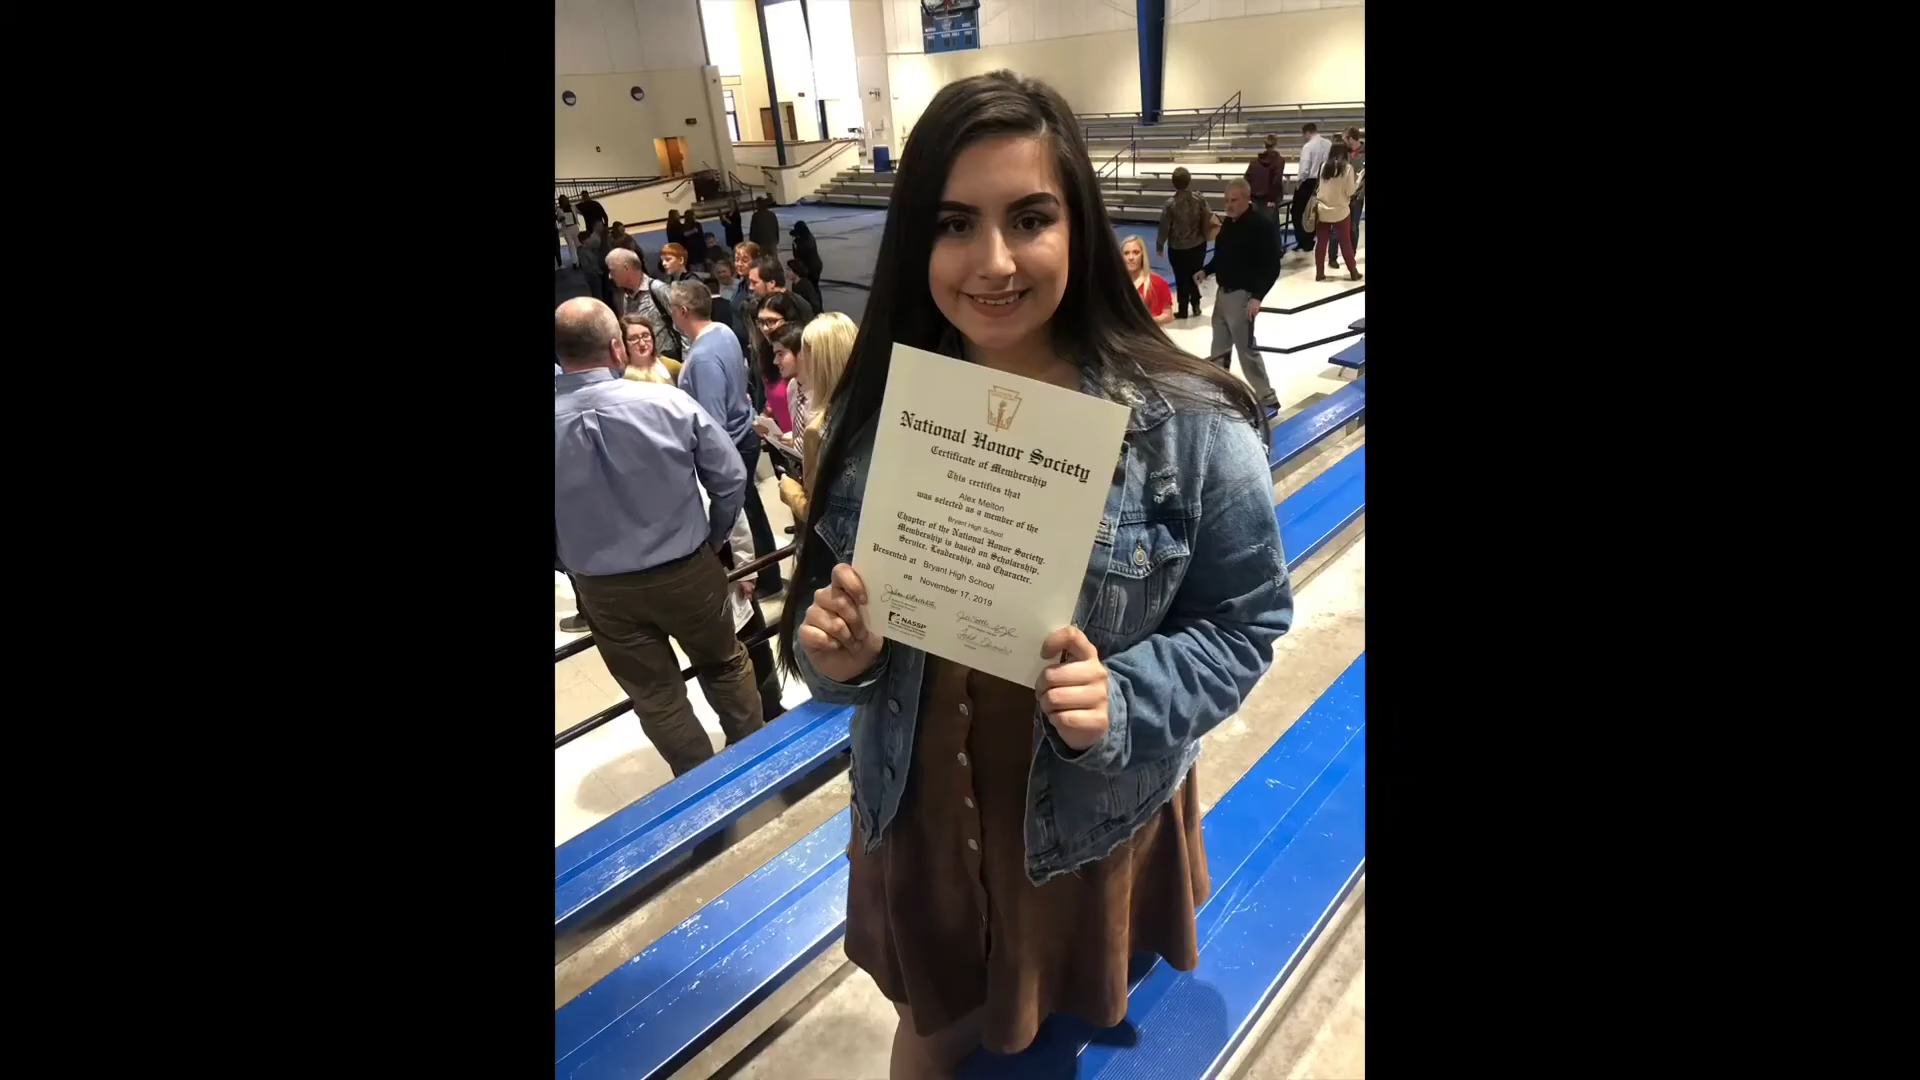 National Honor Society
Certificate of Membership
This certifies that
Alex Melton
was selected as a member of the
Bryant High School
Chapter of the National Honor Society.
Membership is based on Scholarship,
Service, Leadership, and Character.
Presented at Bryant High School
on November 17, 2019
NASSP